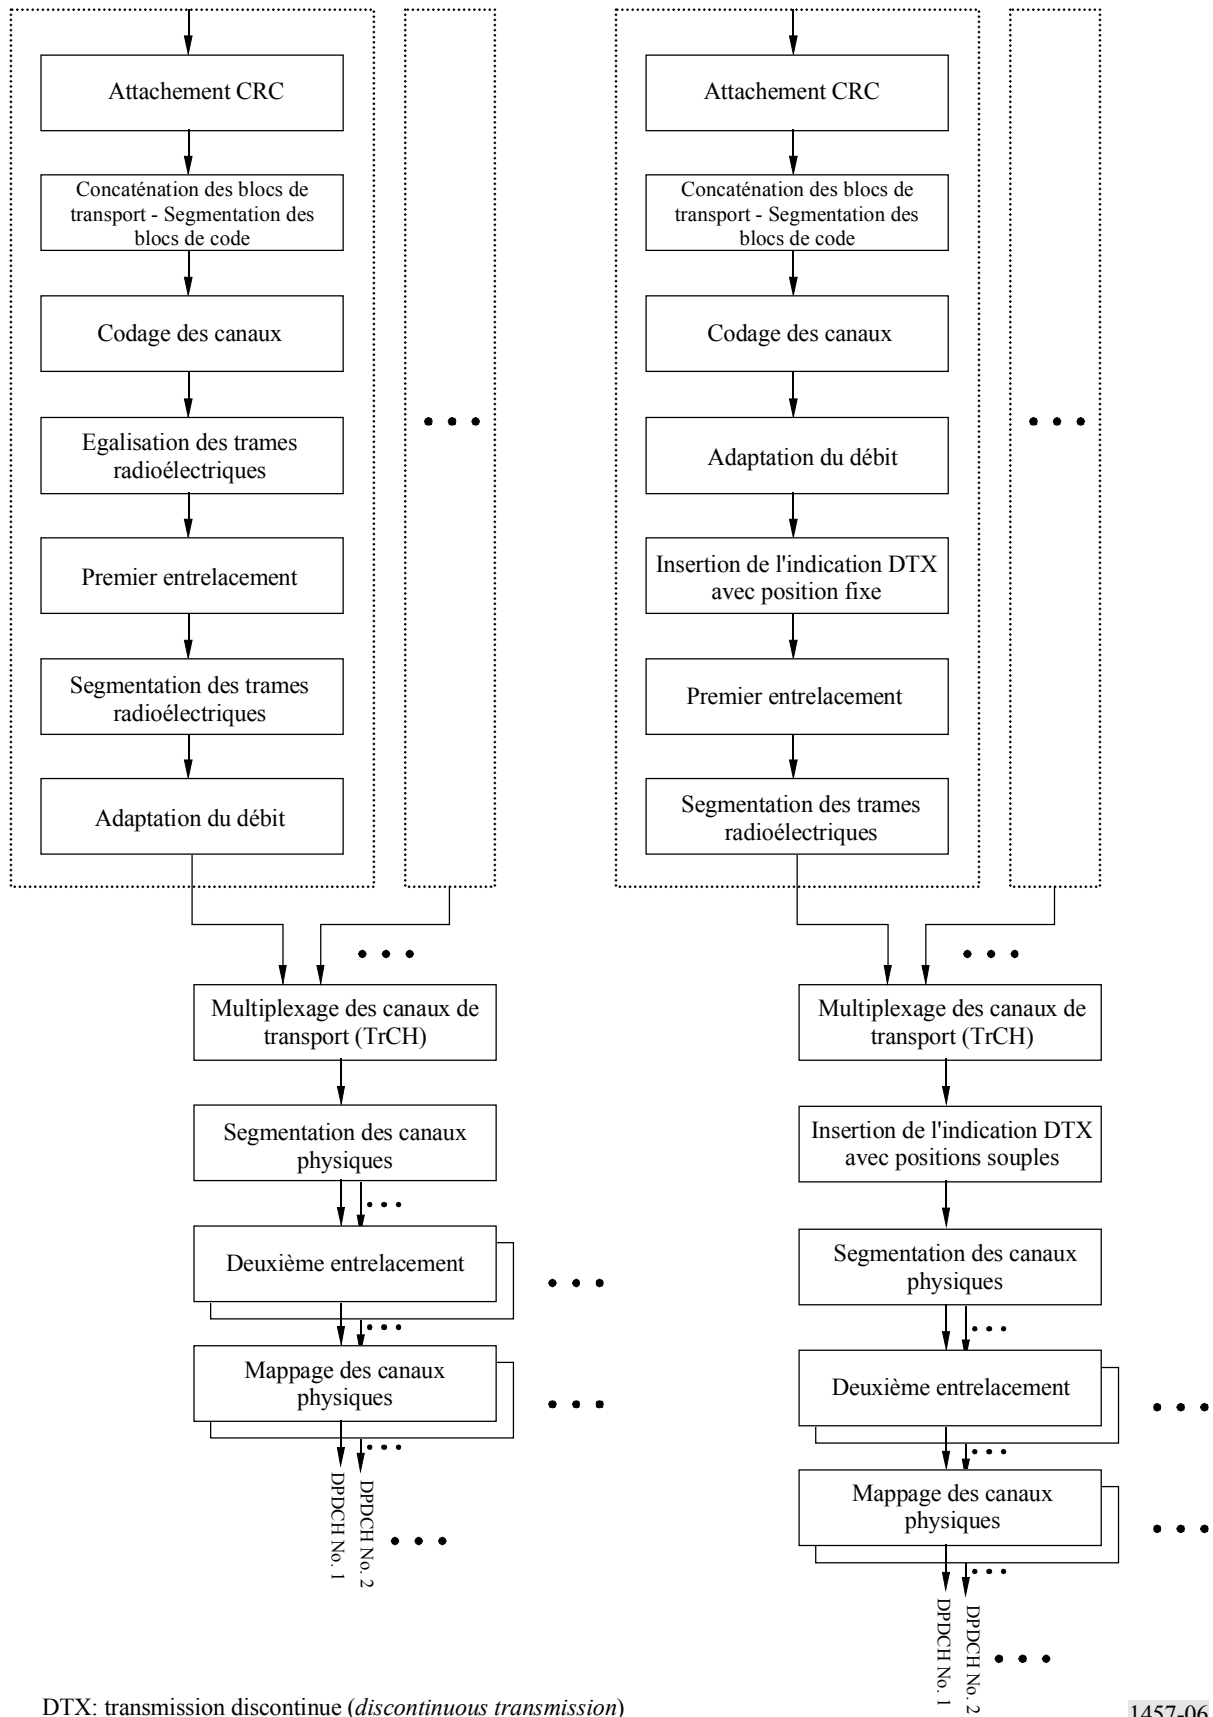 Attachement CRC
Concaténation des blocs de
transport - Segmentation des
blocs de code
Codage des canaux
Egalisation des trames
radioélectriques
Premier entrelacement
Segmentation des trames
radioélectriques
Adaptation du débit
Multiplexage des canaux de
transport (TrCH)
Segmentation des canaux
physiques
Deuxième entrelacement
Mappage des canaux
physiques
DPDCH No. 1
DPDCH No. 2
Attachement CRC
Concaténation des blocs de
transport - Segmentation des
blocs de code
Codage des canaux
Adaptation du débit
Insertion de l'indication DTX
avec position fixe
Premier entrelacement
Segmentation des trames
radioélectriques
Multiplexage des canaux de
transport (TrCH)
Insertion de l'indication DTX
avec positions souples
Segmentation des canaux
physiques
Deuxième entrelacement
Mappage des canaux
physiques
DPDCH No. 1
DPDCH No. 2
DTX: transmission discontinue (discontinuous transmission)
1457-06